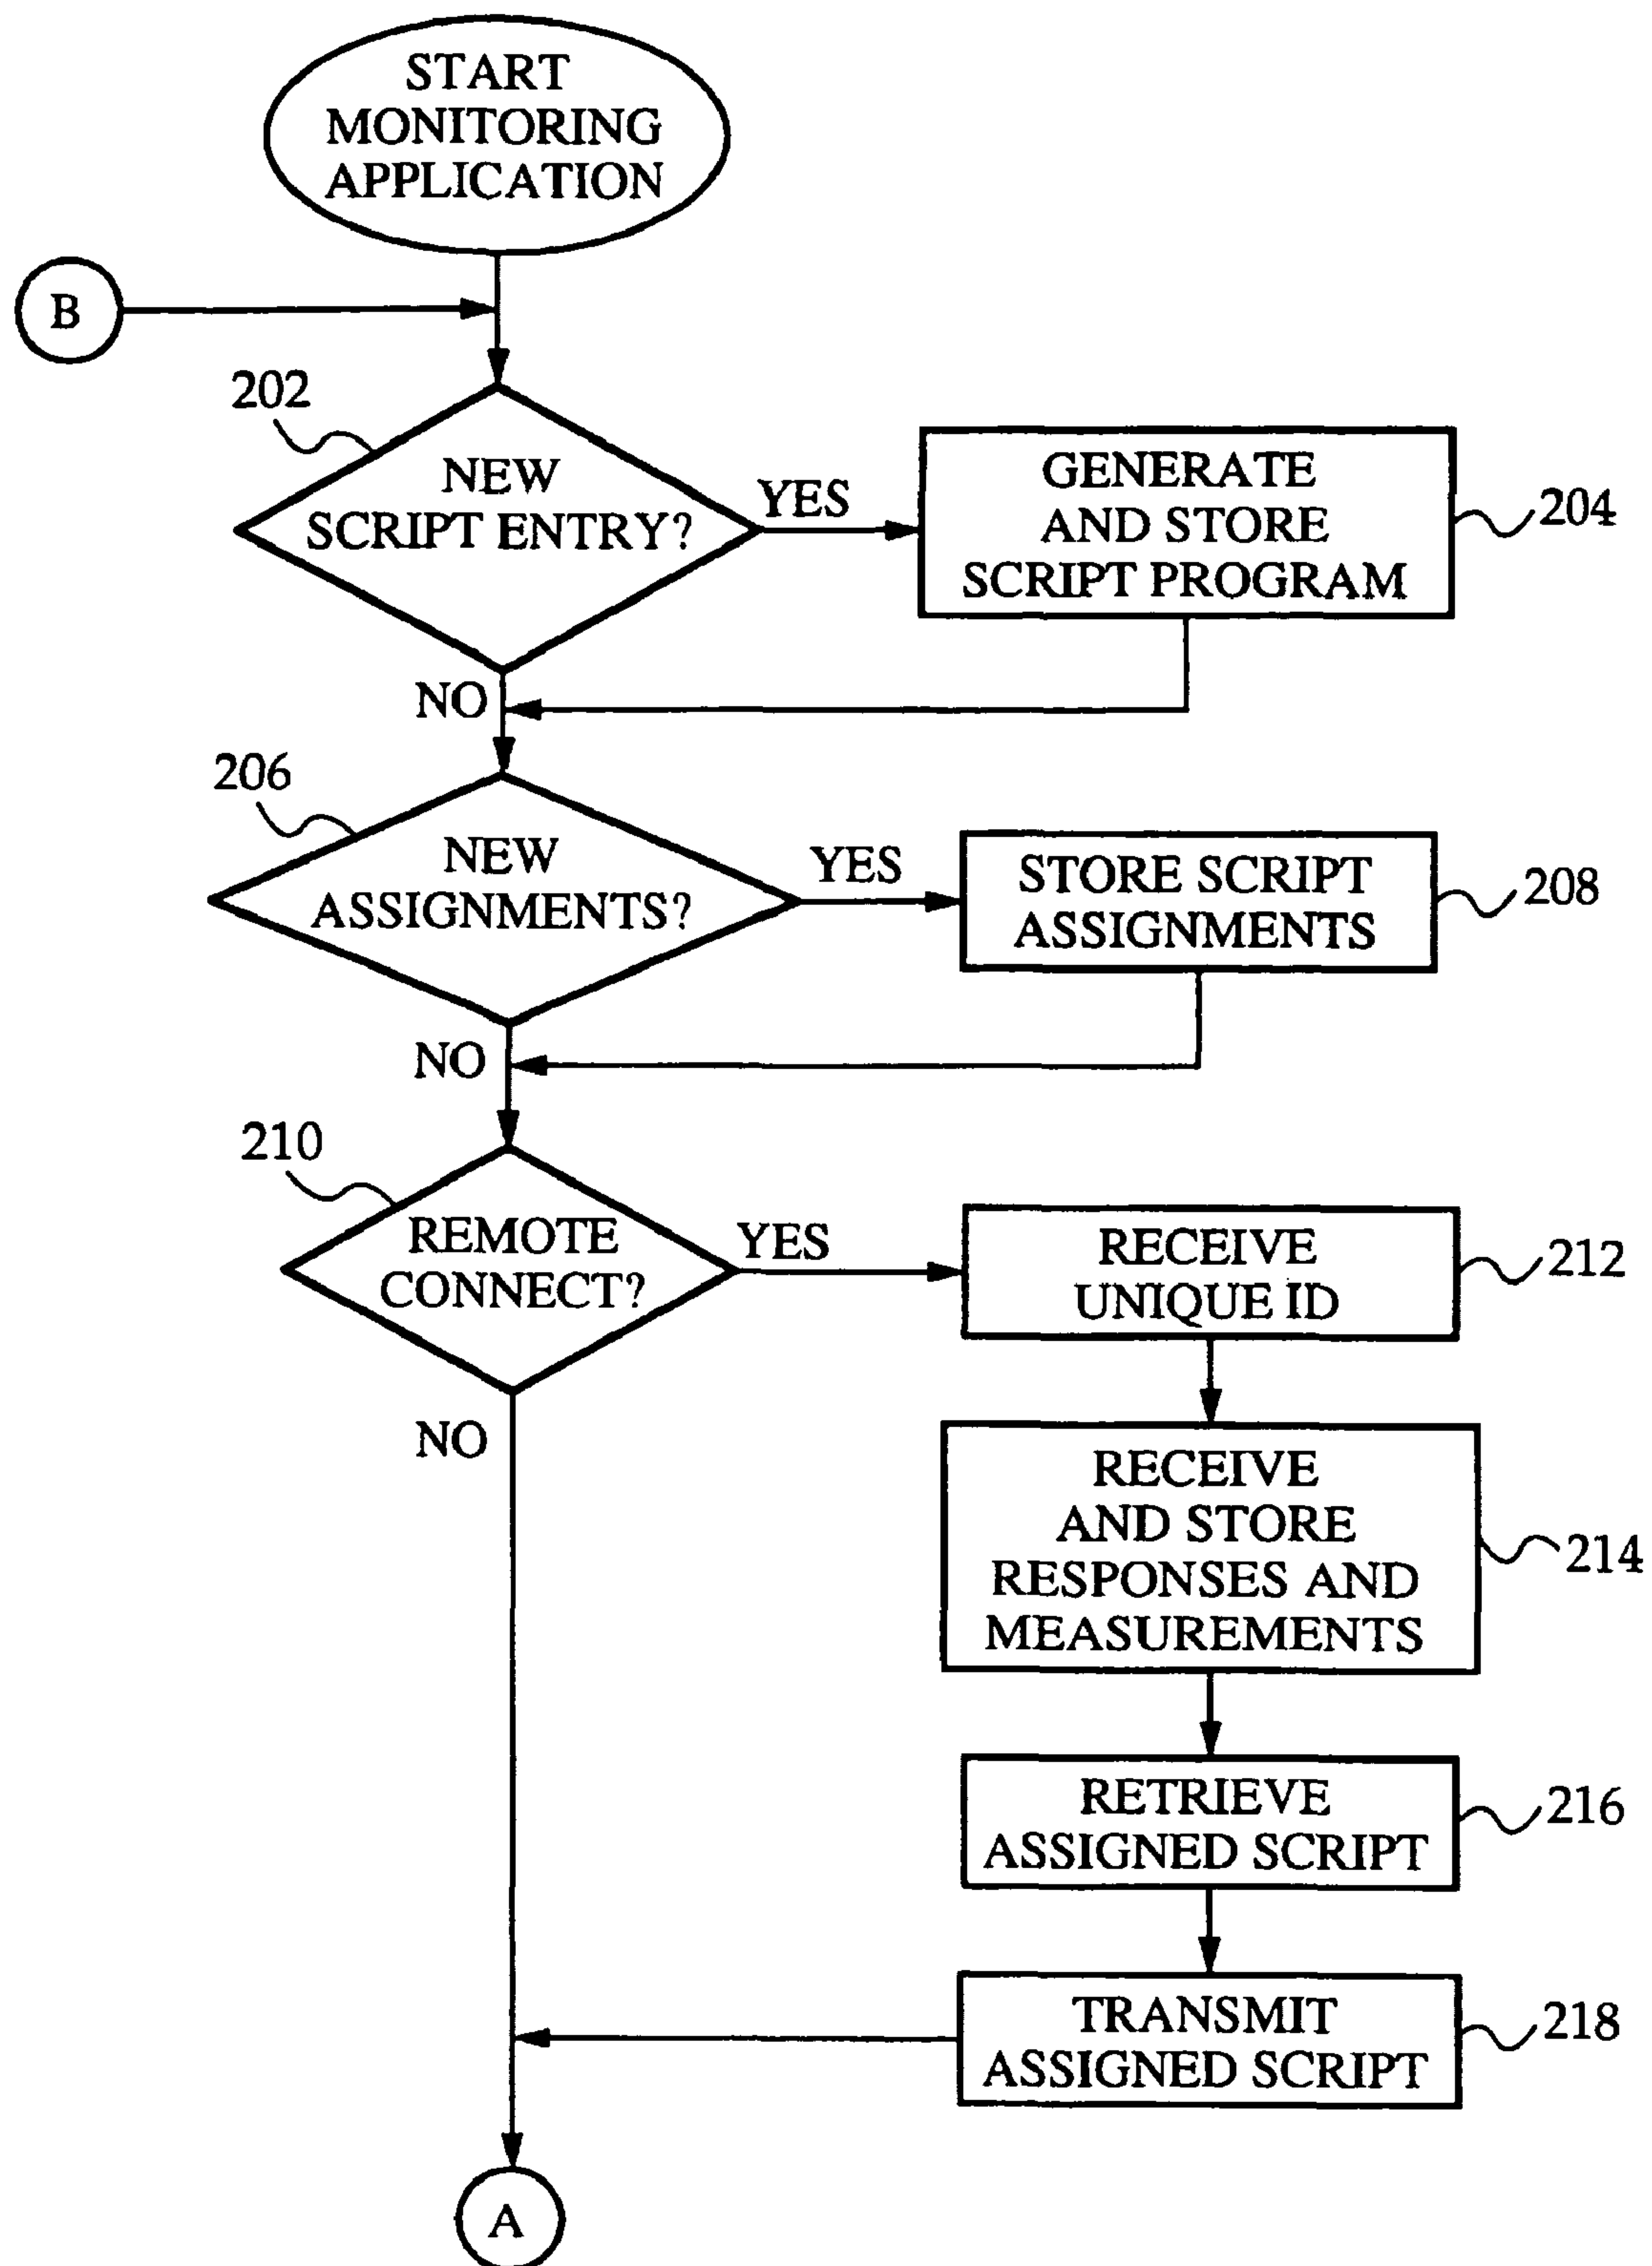 START
MONITORING
APPLICATION
B
202
NEW
SCRIPT ENTRY?
YES
GENERATE
AND STORE
SCRIPT PROGRAM
204
NO
206
NEW
ASSIGNMENTS?
YES
STORE SCRIPT
ASSIGNMENTS
208
NO
210
REMOTE
CONNECT?
YES
RECEIVE
UNIQUE ID
212
NO
RECEIVE
AND STORE
RESPONSES AND
MEASUREMENTS
214
RETRIEVE
ASSIGNED SCRIPT
216
TRANSMIT
ASSIGNED SCRIPT
218
A